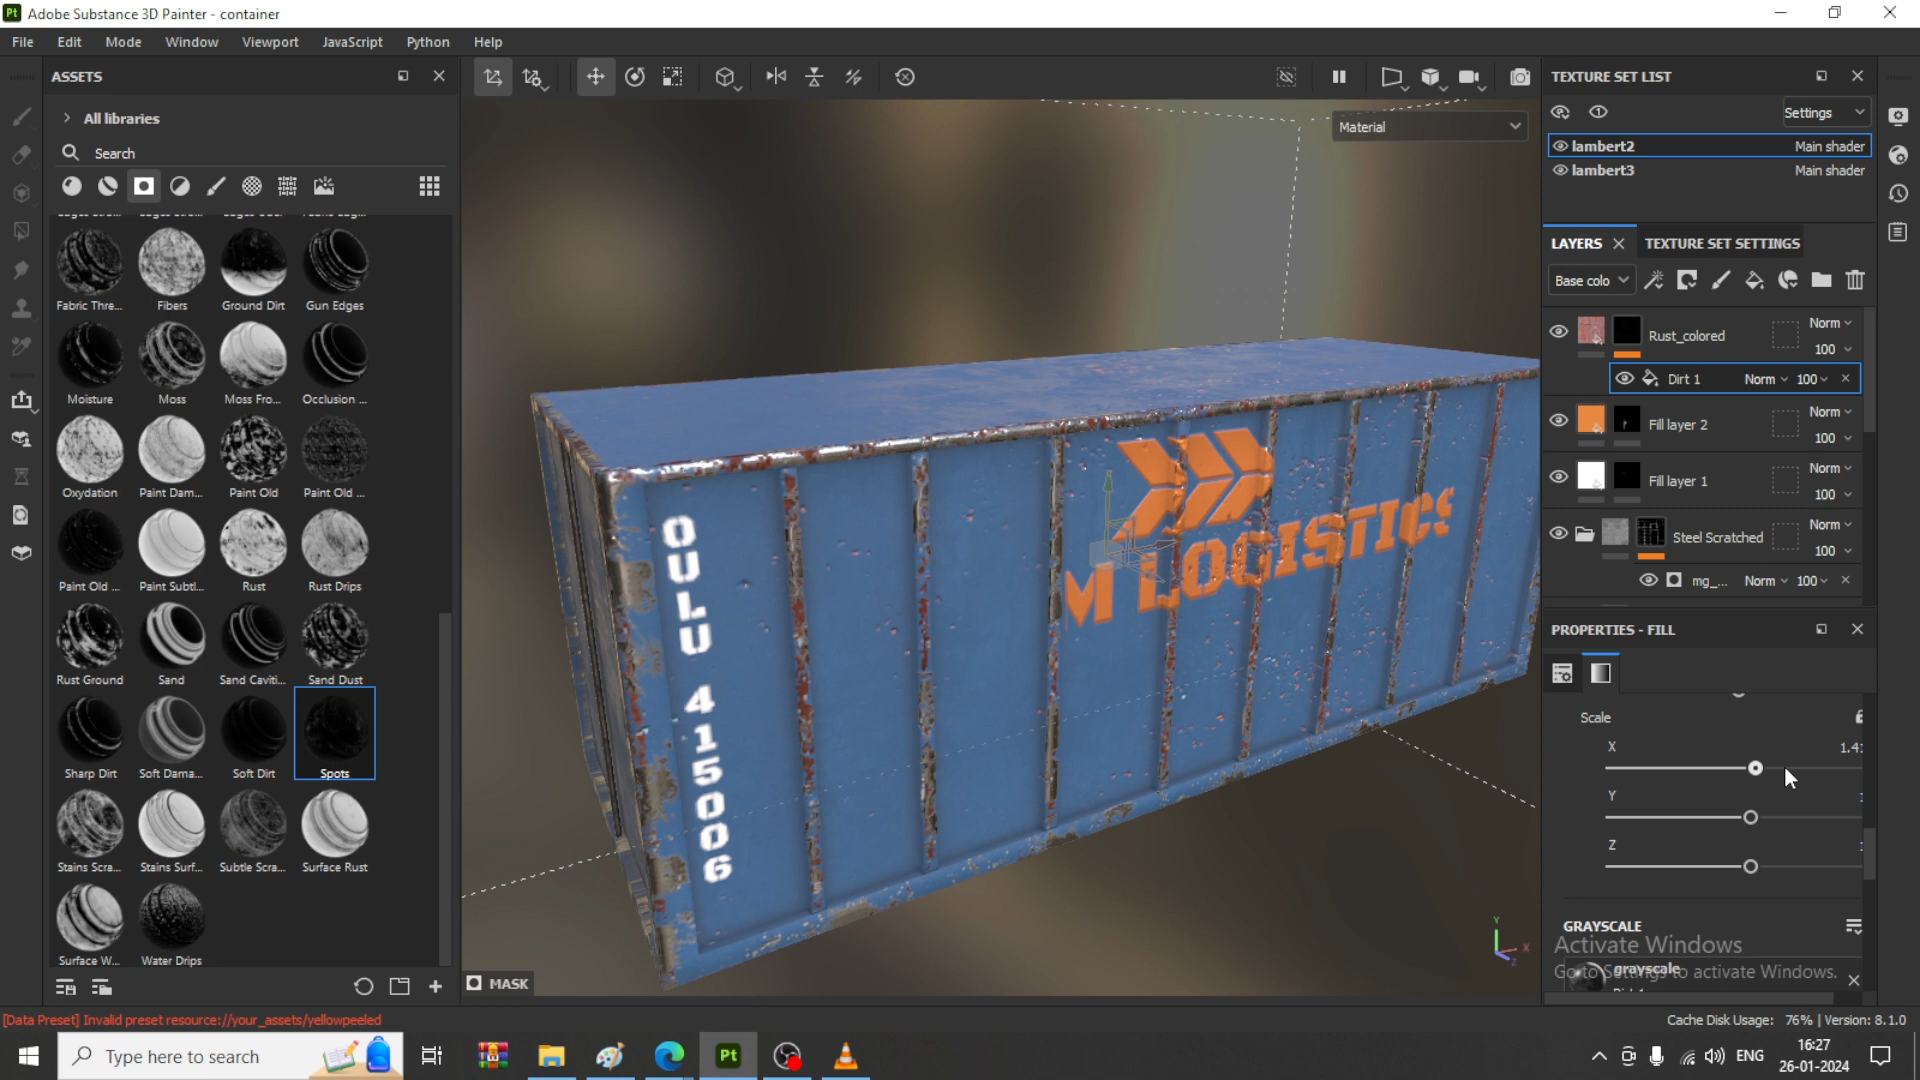 Pt Adobe Substance 3D Painter - container
File Edit Mode Window Viewport JavaScript Python Help
ASSETS
All libraries
Search
Fabric Thre... Fibers Ground Dirt Gun Edges
Moisture Moss Moss Fro... Occlusion ...
Oxydation Paint Dam... Paint Old Paint Old ...
Paint Old ... Paint Subtl... Rust Rust Drips
Rust Ground Sand Sand Caviti... Sand Dust
Sharp Dirt Soft Dama... Soft Dirt Spots
Stains Scra... Stains Surf... Subtle Scra... Surface Rust
Surface W... Water Drips
Material
OULU 415006
M LOGISTICS
Y
X
Z
MASK
TEXTURE SET LIST
Settings
lambert2 Main shader
lambert3 Main shader
LAYERS TEXTURE SET SETTINGS
Base colo
Rust_colored Norm
100
Dirt 1 Norm 100
Fill layer 2 Norm
100
Fill layer 1 Norm
100
Steel Scratched Norm
100
mg_... Norm 100
PROPERTIES - FILL
Scale
X 1.41
Y
Z
GRAYSCALE
Activate Windows
Go to Settings to activate Windows.
grayscale
[Data Preset] Invalid preset resource://your_assets/yellowpeeled
Cache Disk Usage: 76% | Version: 8.1.0
Type here to search
Pt
ENG
16:27
26-01-2024